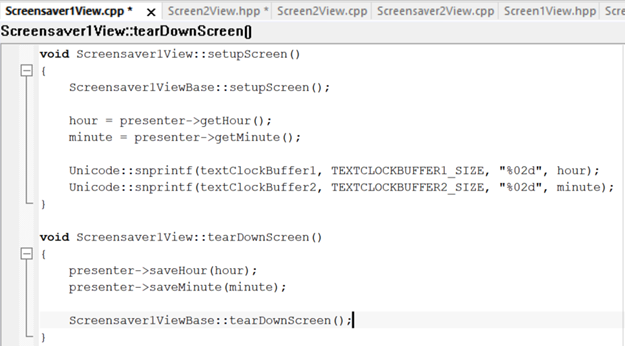 Screensaver1View.cpp * Screen2View.hpp * Screen2View.cpp Screensaver2View.cpp Screen1View.hpp Scre
Screensaver1View::tearDownScreen()
void Screensaver1View::setupScreen()
{
Screensaver1ViewBase::setupScreen();
hour = presenter->getHour();
minute = presenter->getMinute();
Unicode::snprintf(textClockBuffer1, TEXTCLOCKBUFFER1_SIZE, "%02d", hour);
Unicode::snprintf(textClockBuffer2, TEXTCLOCKBUFFER2_SIZE, "%02d", minute);
}
void Screensaver1View::tearDownScreen()
{
presenter->saveHour(hour);
presenter->saveMinute(minute);
Screensaver1ViewBase::tearDownScreen();
}